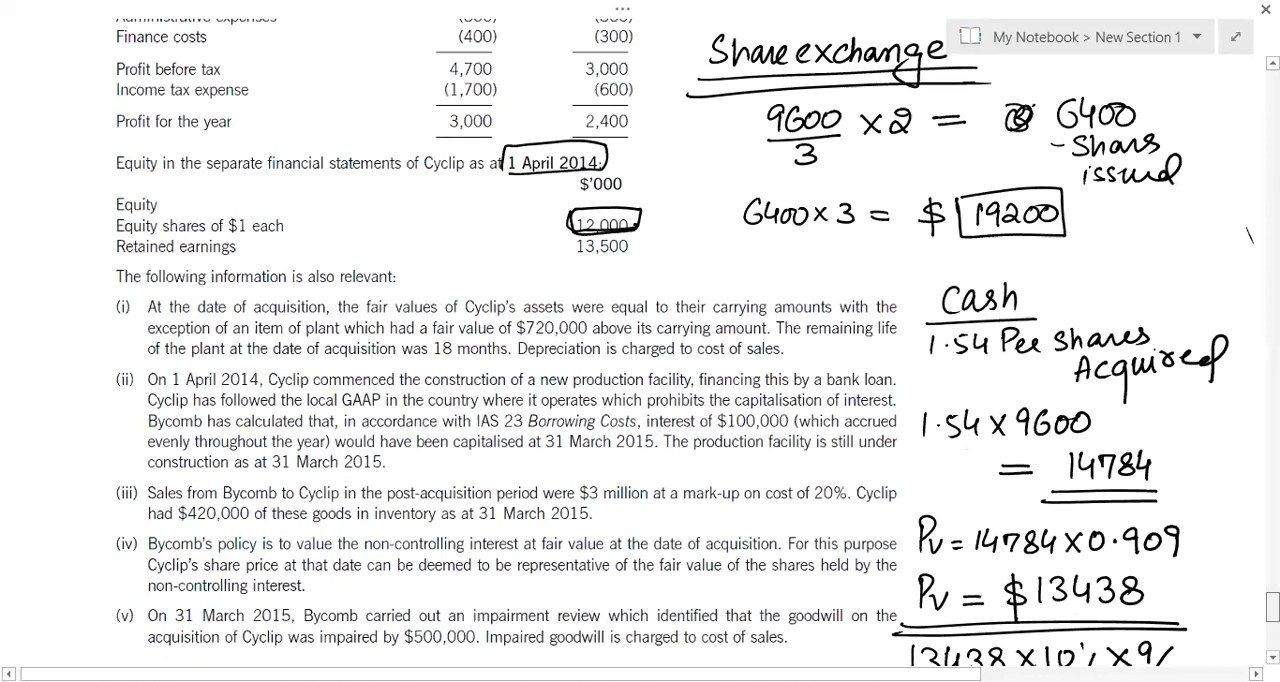 Finance costs (400) (300)
Profit before tax 4,700 3,000
Income tax expense (1,700) (600)
Profit for the year 3,000 2,400
Equity in the separate financial statements of Cyclip as at 1 April 2014:
$'000
Equity
Equity shares of $1 each 12,000
Retained earnings 13,500
The following information is also relevant:
(i) At the date of acquisition, the fair values of Cyclip's assets were equal to their carrying amounts with the
exception of an item of plant which had a fair value of $720,000 above its carrying amount. The remaining life
of the plant at the date of acquisition was 18 months. Depreciation is charged to cost of sales.
(ii) On 1 April 2014, Cyclip commenced the construction of a new production facility, financing this by a bank loan.
Cyclip has followed the local GAAP in the country where it operates which prohibits the capitalisation of interest.
Bycomb has calculated that, in accordance with IAS 23 Borrowing Costs, interest of $100,000 (which accrued
evenly throughout the year) would have been capitalised at 31 March 2015. The production facility is still under
construction as at 31 March 2015.
(iii) Sales from Bycomb to Cyclip in the post-acquisition period were $3 million at a mark-up on cost of 20%. Cyclip
had $420,000 of these goods in inventory as at 31 March 2015.
(iv) Bycomb's policy is to value the non-controlling interest at fair value at the date of acquisition. For this purpose
Cyclip's share price at that date can be deemed to be representative of the fair value of the shares held by the
non-controlling interest.
(v) On 31 March 2015, Bycomb carried out an impairment review which identified that the goodwill on the
acquisition of Cyclip was impaired by $500,000. Impaired goodwill is charged to cost of sales.
My Notebook > New Section 1
Share exchange
9600 × 2 = 6400
3
- Shars
issued
6400 × 3 = $ 19200
Cash
1.54 Per shares
Acquired
1.54 × 9600
= 14784
Pv = 14784 × 0.909
Pv = $13438